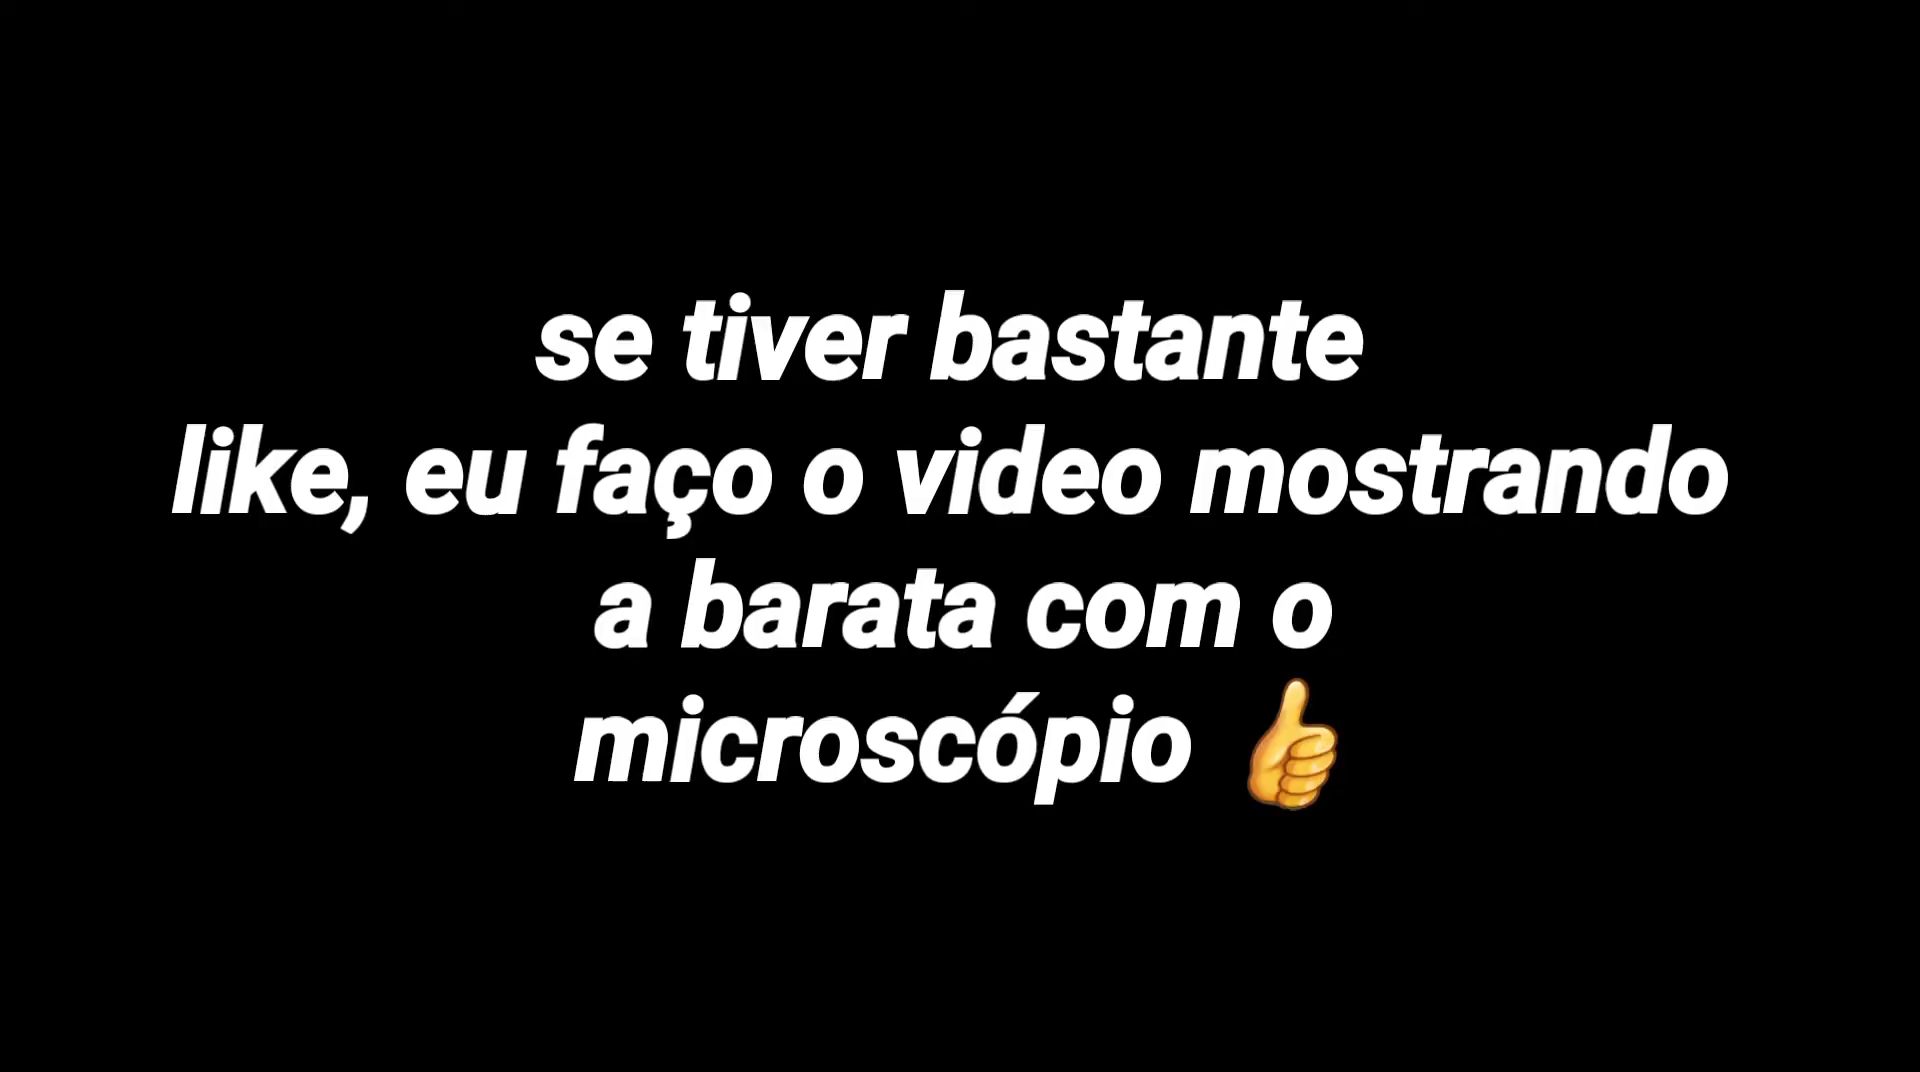 se tiver bastante
like, eu faço o video mostrando
a barata com o
microscópio 👍